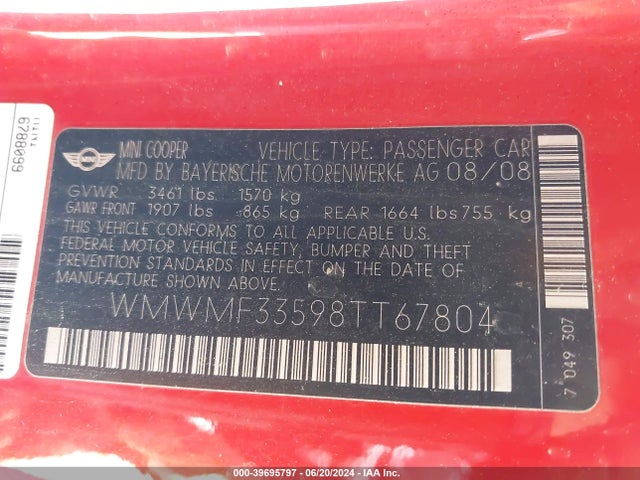 MINI
MINI COOPER
VEHICLE TYPE: PASSENGER CAR
MFD BY BAYERISCHE MOTORENWERKE AG 08/08
GVWR 3461 lbs 1570 kg
GAWR FRONT 1907 lbs 865 kg REAR 1664 lbs 755 kg
THIS VEHICLE CONFORMS TO ALL APPLICABLE U.S.
FEDERAL MOTOR VEHICLE SAFETY, BUMPER AND THEFT
PREVENTION STANDARDS IN EFFECT ON THE DATE OF
MANUFACTURE SHOWN ABOVE.
WMWMF33598TT67804
7 049 307
6788099
000-39695797 - 06/20/2024 - IAA Inc.